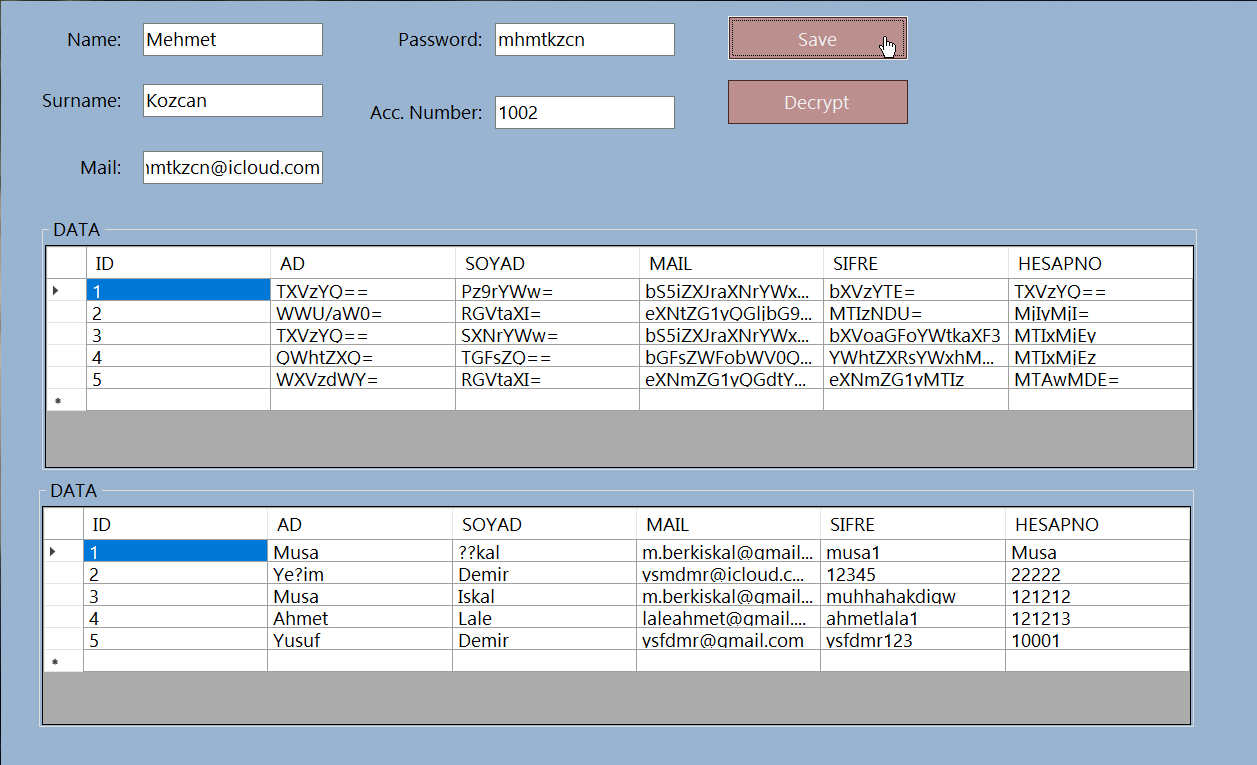 Name: Mehmet Password: mhmtkzcn Save
Surname: Kozcan Acc. Number: 1002 Decrypt
Mail: mtkzcn@icloud.com
DATA
ID AD SOYAD MAIL SIFRE HESAPNO
1 TXVzYQ== Pz9rYWw= bS5iZXJraXNrYWx... bXVzYTE= TXVzYQ==
2 WWU/aW0= RGVtaXI= eXNtZG1yQGljbG9... MTIzNDU= MjIyMjI=
3 TXVzYQ== SXNrYWw= bS5iZXJraXNrYWx... bXVoaGFoYWtkaXF3 MTIxMjEy
4 QWhtZXQ= TGFsZQ== bGFsZWFobWV0Q... YWhtZXRsYWxhM... MTIxMjEz
5 WXVzdWY= RGVtaXI= eXNmZG1yQGdtY... eXNmZG1yMTIz MTAwMDE=
DATA
ID AD SOYAD MAIL SIFRE HESAPNO
1 Musa ??kal m.berkiskal@gmail... musa1 Musa
2 Ye?im Demir ysmdmr@icloud.c... 12345 22222
3 Musa Iskal m.berkiskal@gmail... muhhahakdiqw 121212
4 Ahmet Lale laleahmet@gmail.... ahmetlala1 121213
5 Yusuf Demir ysfdmr@gmail.com ysfdmr123 10001